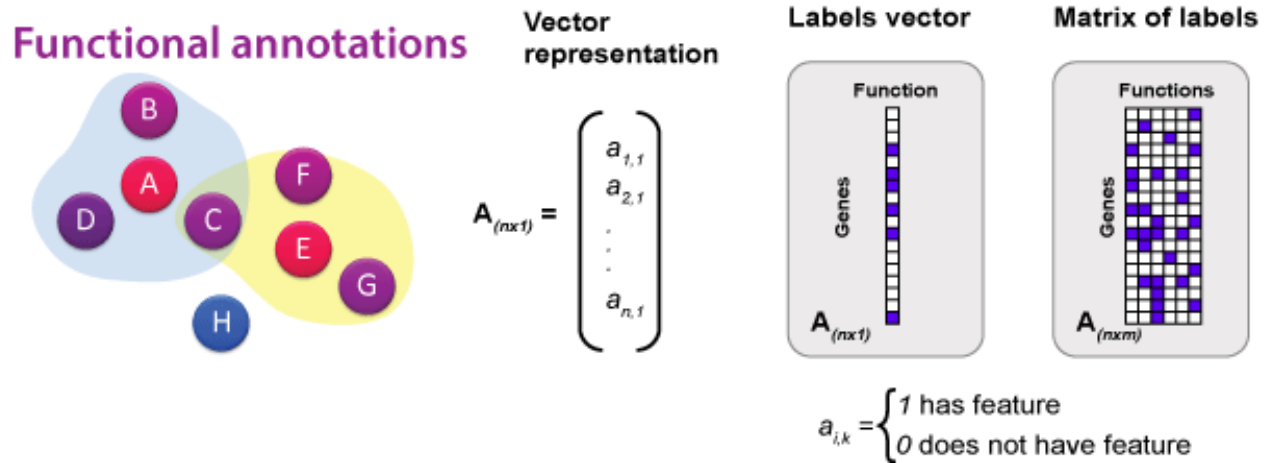 Functional annotations
B
A
D
C
F
E
G
H
Vector
representation
A(nx1) =
a1,1
a2,1
.
.
.
an,1
Labels vector
Function
Genes
A(nx1)
Matrix of labels
Functions
Genes
A(nxm)
ai,k =
1 has feature
0 does not have feature